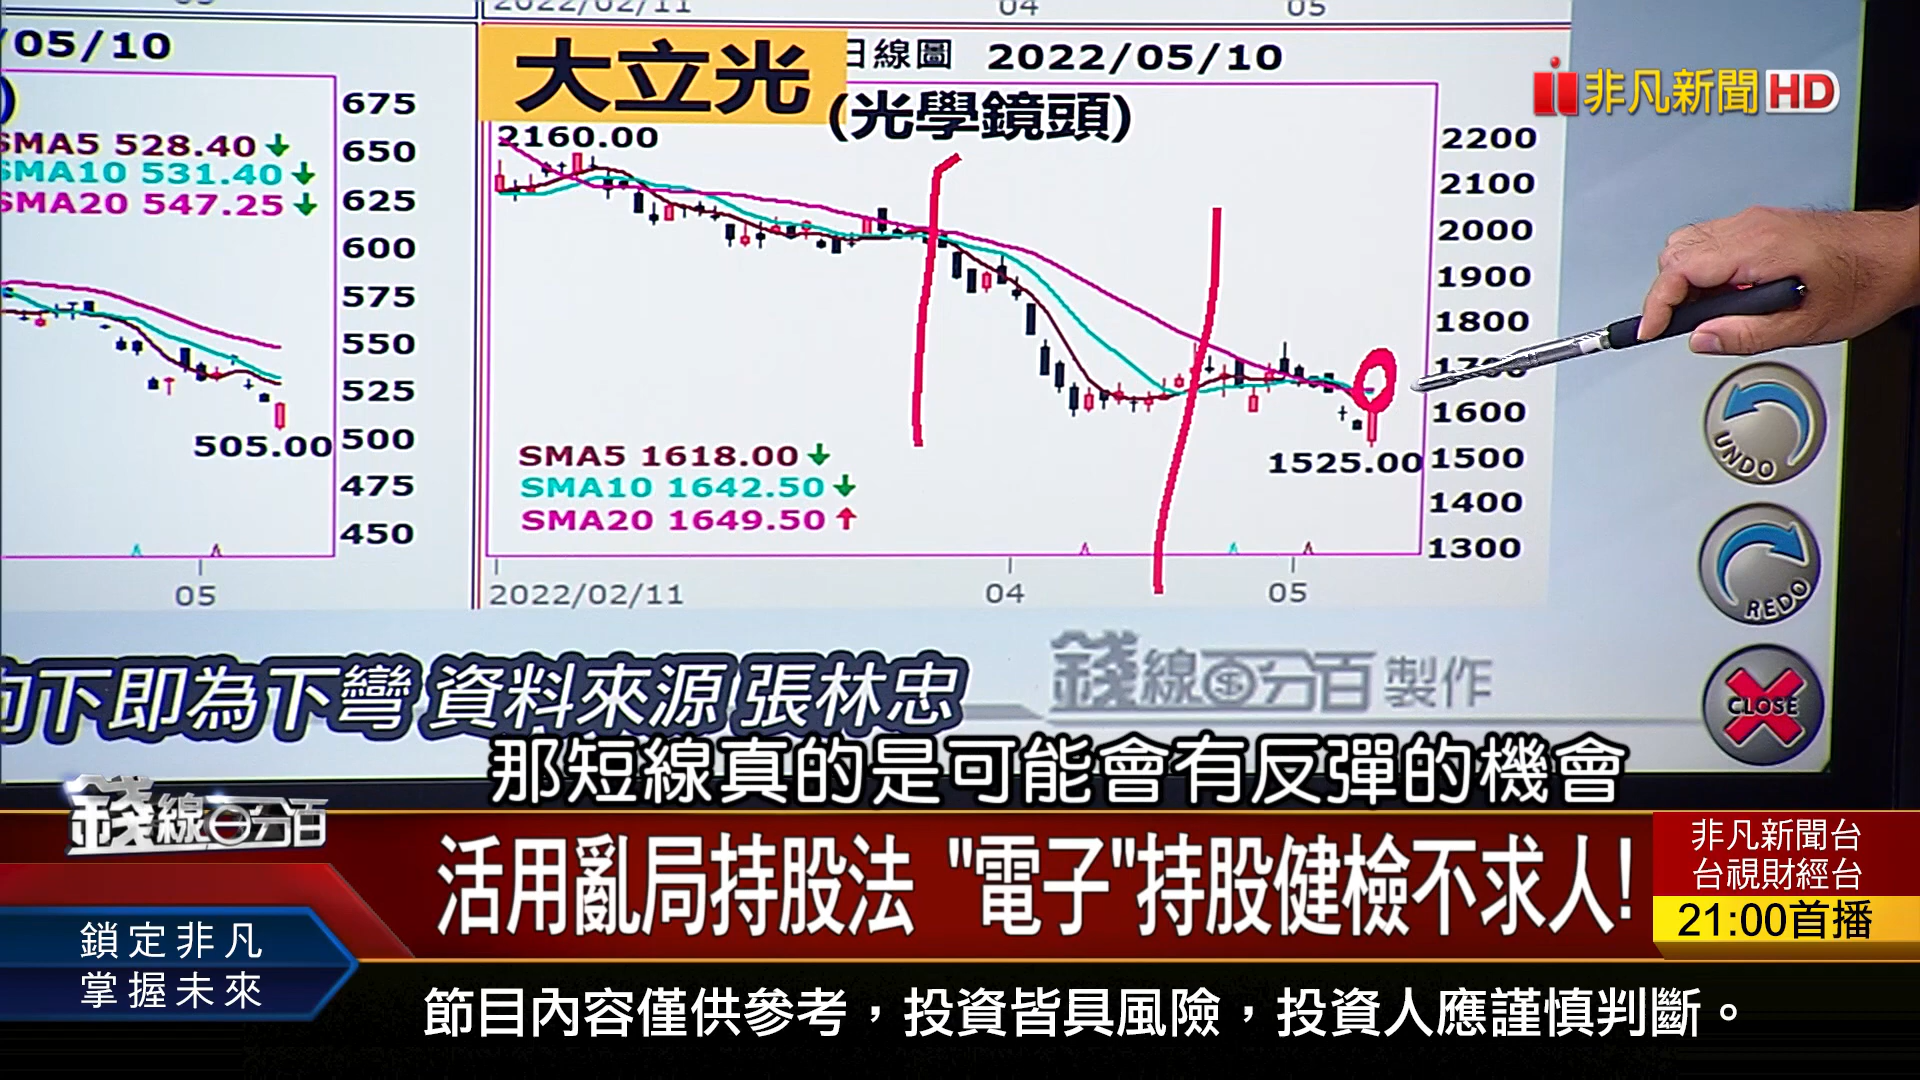 2022/02/11 04 05
05/10
675
SMA5 528.40↓
650
SMA10 531.40↓
625
SMA20 547.25↓
600
575
550
525
505.00
500
475
450
05
大立光 日線圖 2022/05/10
(光學鏡頭)
2160.00
2200
2100
2000
1900
1800
1700
1600
1525.00
1500
1400
1300
SMA5 1618.00↓
SMA10 1642.50↓
SMA20 1649.50↑
2022/02/11 04 05
非凡新聞HD
UNDO
REDO
CLOSE
向下即為下彎 資料來源 張林忠
錢線百分百 製作
那短線真的是可能會有反彈的機會
錢線百分百
活用亂局持股法 "電子"持股健檢不求人!
非凡新聞台
台視財經台
21:00首播
鎖定非凡
掌握未來
節目內容僅供參考，投資皆具風險，投資人應謹慎判斷。